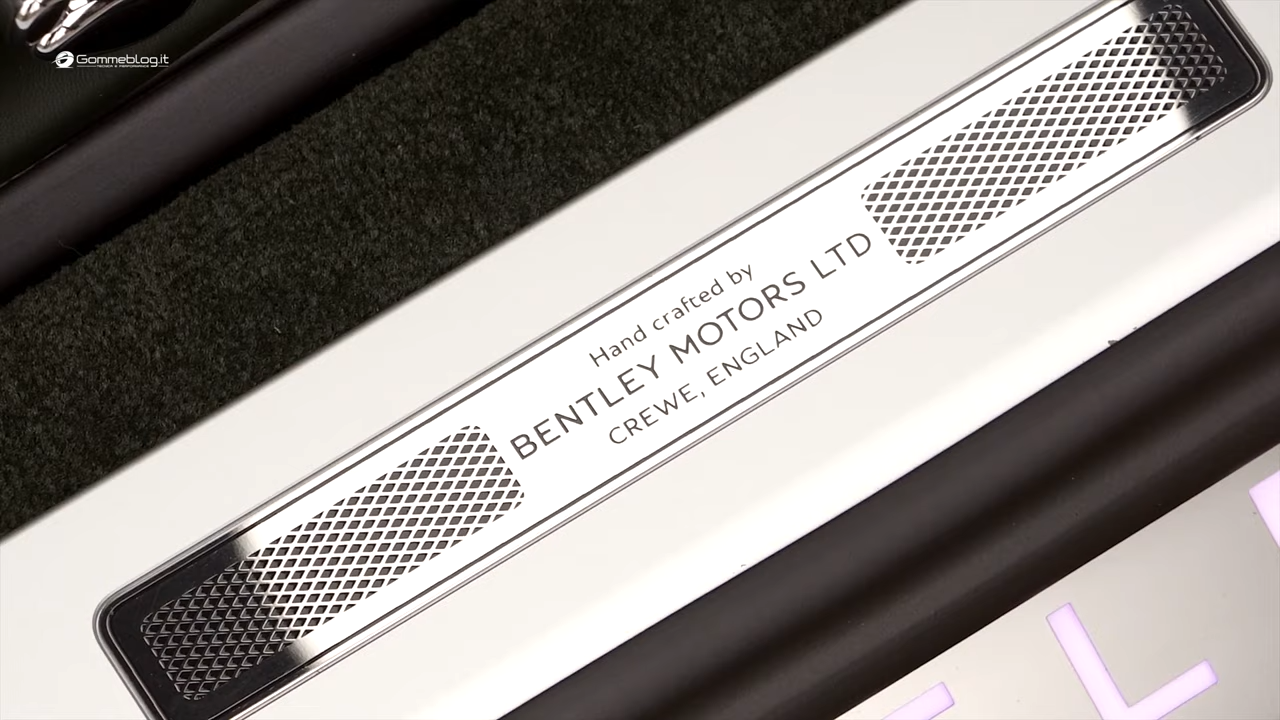 Gommeblog.it
Hand crafted by
BENTLEY MOTORS LTD
CREWE, ENGLAND